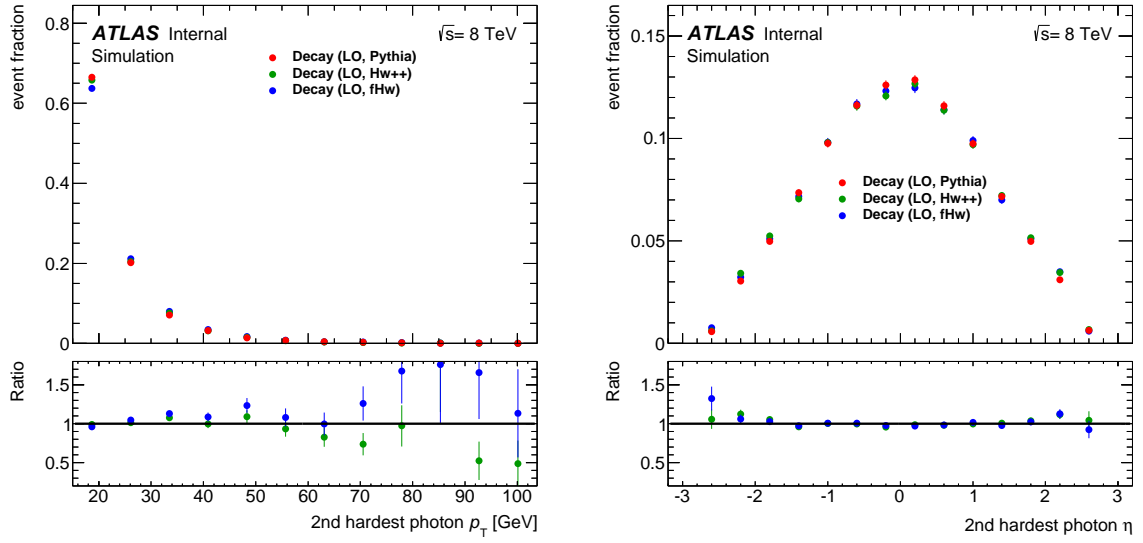 ATLAS Internal
Simulation
√s= 8 TeV
Decay (LO, Pythia)
Decay (LO, Hw++)
Decay (LO, fHw)
event fraction
0.8
0.6
0.4
0.2
0
Ratio
1.5
1
0.5
20 30 40 50 60 70 80 90 100
2nd hardest photon pT [GeV]
ATLAS Internal
Simulation
√s= 8 TeV
Decay (LO, Pythia)
Decay (LO, Hw++)
Decay (LO, fHw)
event fraction
0.15
0.1
0.05
0
Ratio
1.5
1
0.5
-3 -2 -1 0 1 2 3
2nd hardest photon η